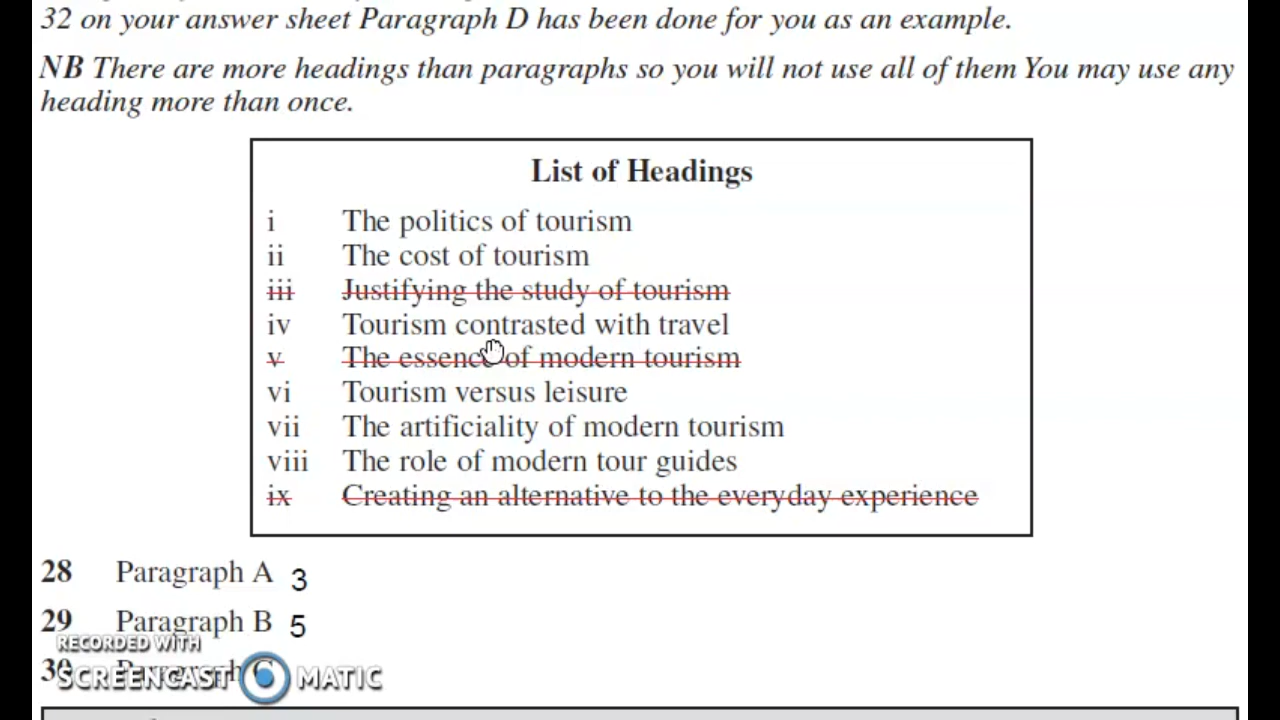 32 on your answer sheet Paragraph D has been done for you as an example.
NB There are more headings than paragraphs so you will not use all of them You may use any
heading more than once.
List of Headings
i The politics of tourism
ii The cost of tourism
iii Justifying the study of tourism
iv Tourism contrasted with travel
v The essence of modern tourism
vi Tourism versus leisure
vii The artificiality of modern tourism
viii The role of modern tour guides
ix Creating an alternative to the everyday experience
28 Paragraph A 3
29 Paragraph B 5
30 Paragraph C
RECORDED WITH
SCREENCAST MATIC